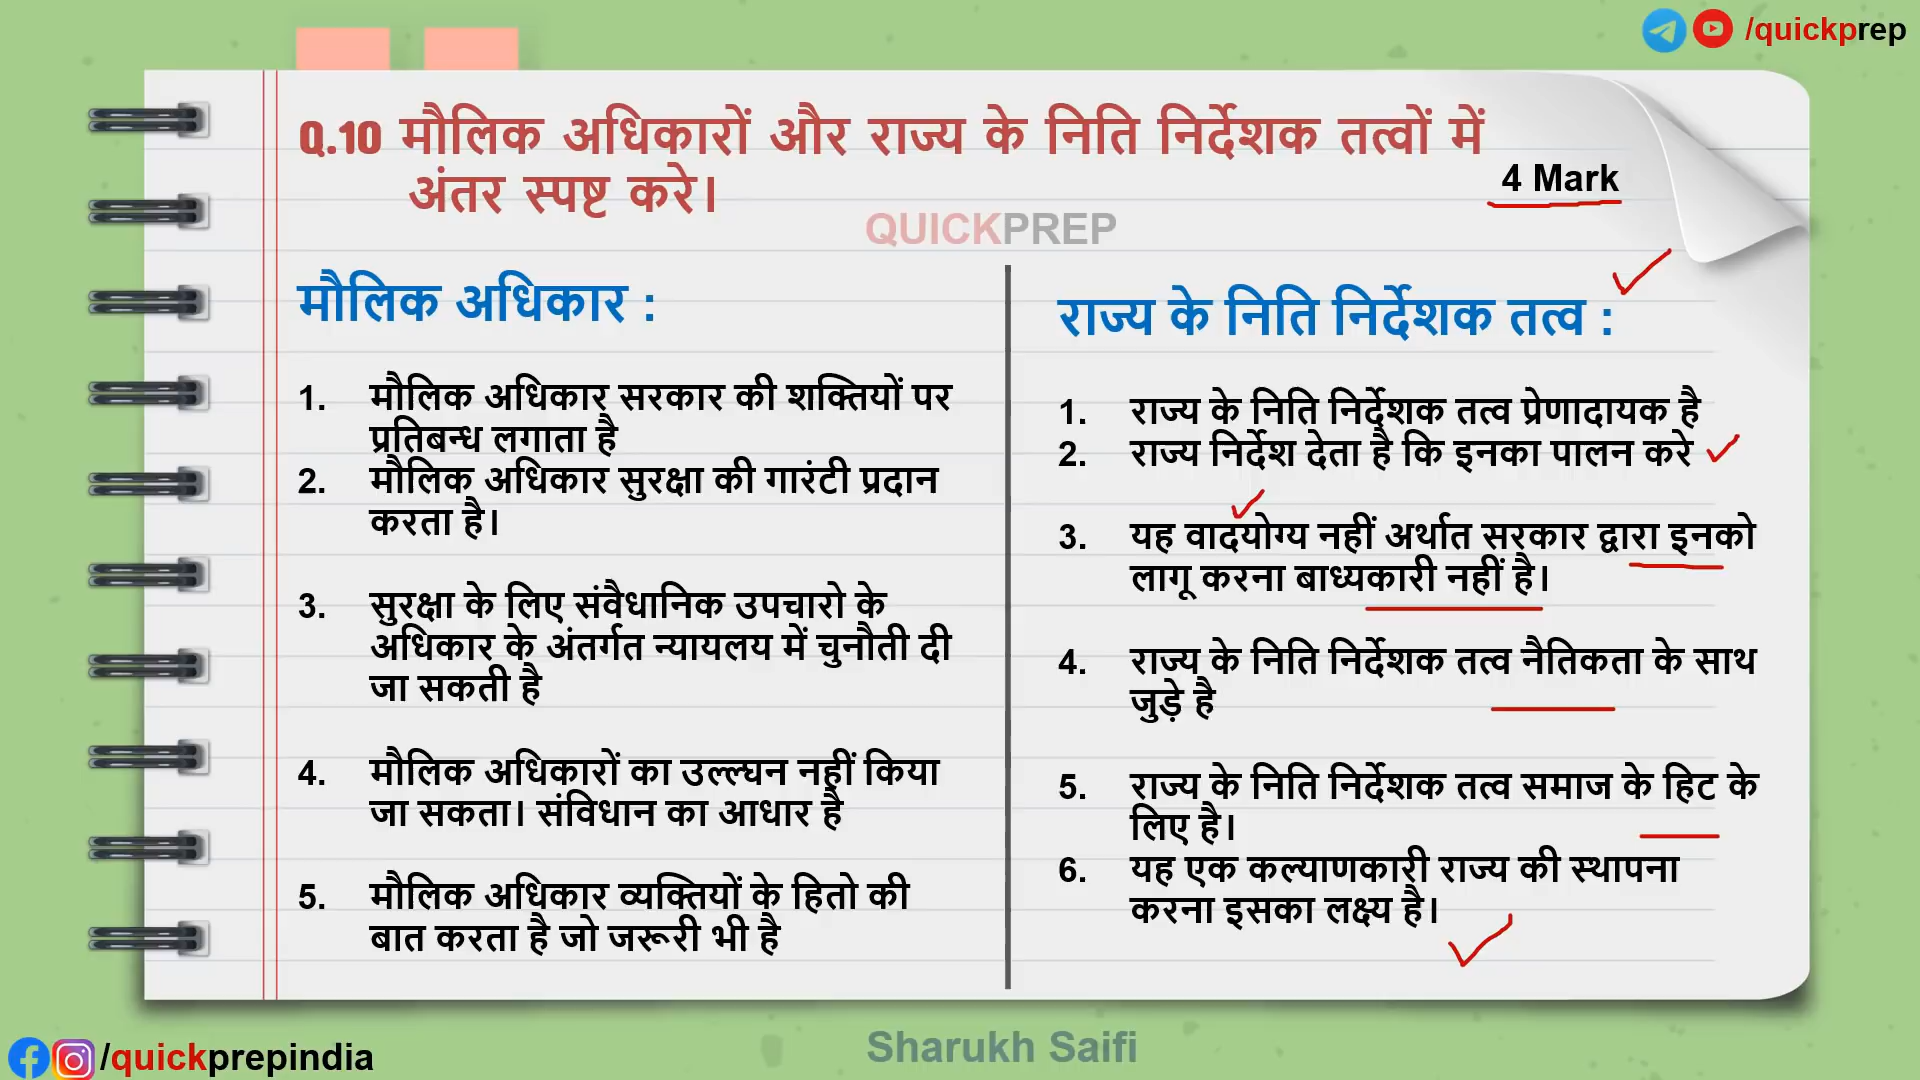 /quickprep
Q.10 मौलिक अधिकारों और राज्य के निति निर्देशक तत्वों में
अंतर स्पष्ट करे।
4 Mark
QUICKPREP
मौलिक अधिकार :
1. मौलिक अधिकार सरकार की शक्तियों पर
प्रतिबन्ध लगाता है
2. मौलिक अधिकार सुरक्षा की गारंटी प्रदान
करता है।
3. सुरक्षा के लिए संवैधानिक उपचारो के
अधिकार के अंतर्गत न्यायलय में चुनौती दी
जा सकती है
4. मौलिक अधिकारों का उल्ल्घन नहीं किया
जा सकता। संविधान का आधार है
5. मौलिक अधिकार व्यक्तियों के हितो की
बात करता है जो जरूरी भी है
राज्य के निति निर्देशक तत्व :
1. राज्य के निति निर्देशक तत्व प्रेणादायक है
2. राज्य निर्देश देता है कि इनका पालन करे
3. यह वादयोग्य नहीं अर्थात सरकार द्वारा इनको
लागू करना बाध्यकारी नहीं है।
4. राज्य के निति निर्देशक तत्व नैतिकता के साथ
जुड़े है
5. राज्य के निति निर्देशक तत्व समाज के हिट के
लिए है।
6. यह एक कल्याणकारी राज्य की स्थापना
करना इसका लक्ष्य है।
/quickprepindia
Sharukh Saifi